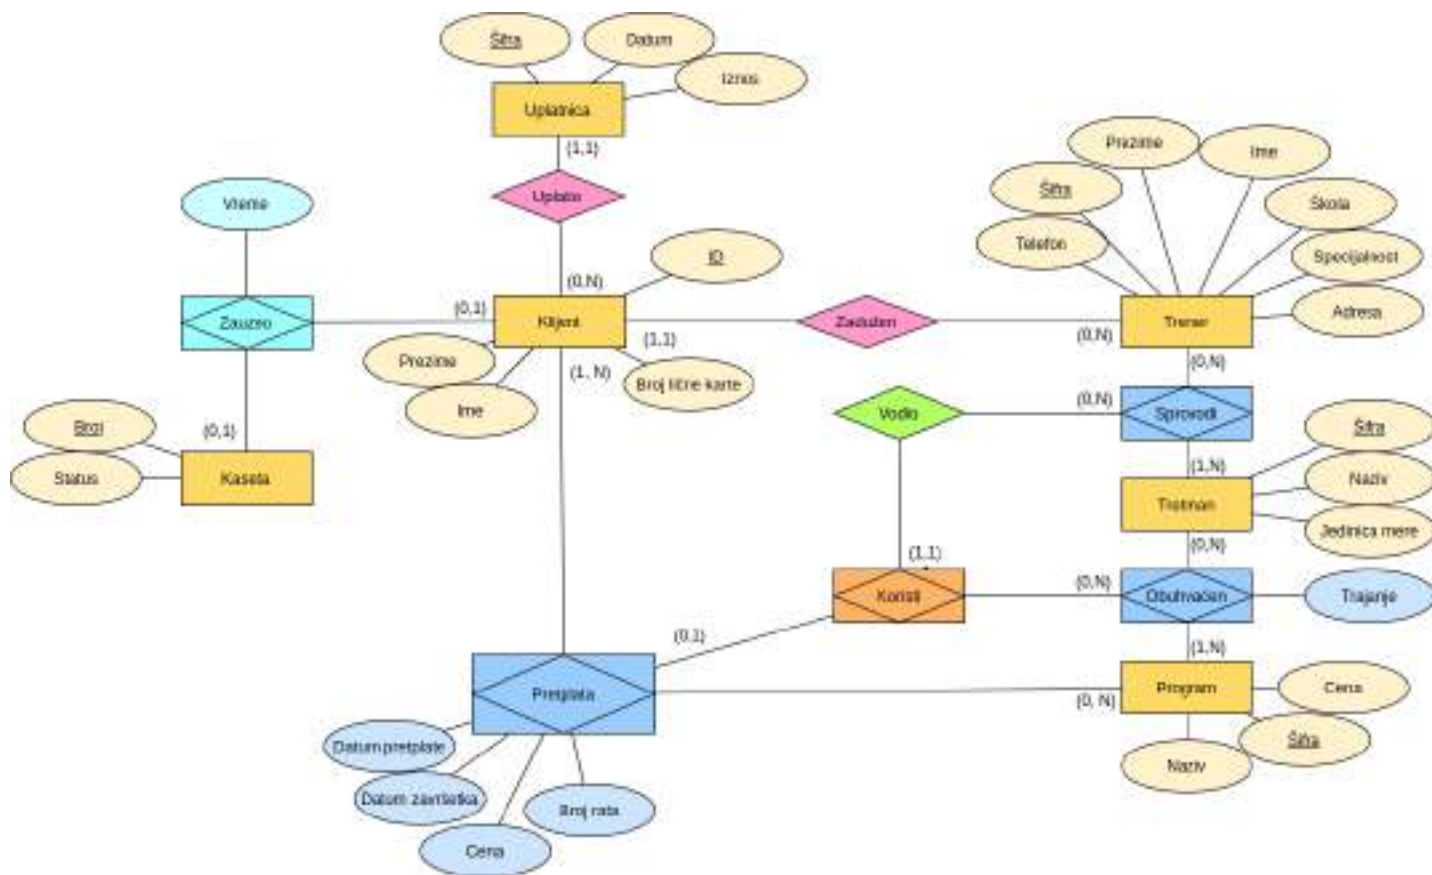 Šifra
Datum
Iznos
Uplatnica
(1,1)
Prezime
Ime
Šifra
Škola
Vreme
Telefon
Specijalnost
ID
(0,N)
Adresa
(0,1)
Zauzeo
Klijent
Zadužen
Trener
(1,1)
(0,N)
Prezime
(1, N)
Broj lične karte
(0,N)
Ime
(0,N)
Vodio
Sprovodi
Šifra
Broj
(0,1)
(1,N)
Naziv
Status
Kaseta
Tretman
Jedinica mere
(1,1)
(0,N)
(0,N)
Koristi
Obuhvaćen
Trajanje
(0,1)
(1,N)
Pretplata
Program
Cena
(0, N)
Datum pretplate
Šifra
Naziv
Datum završetka
Broj rata
Cena